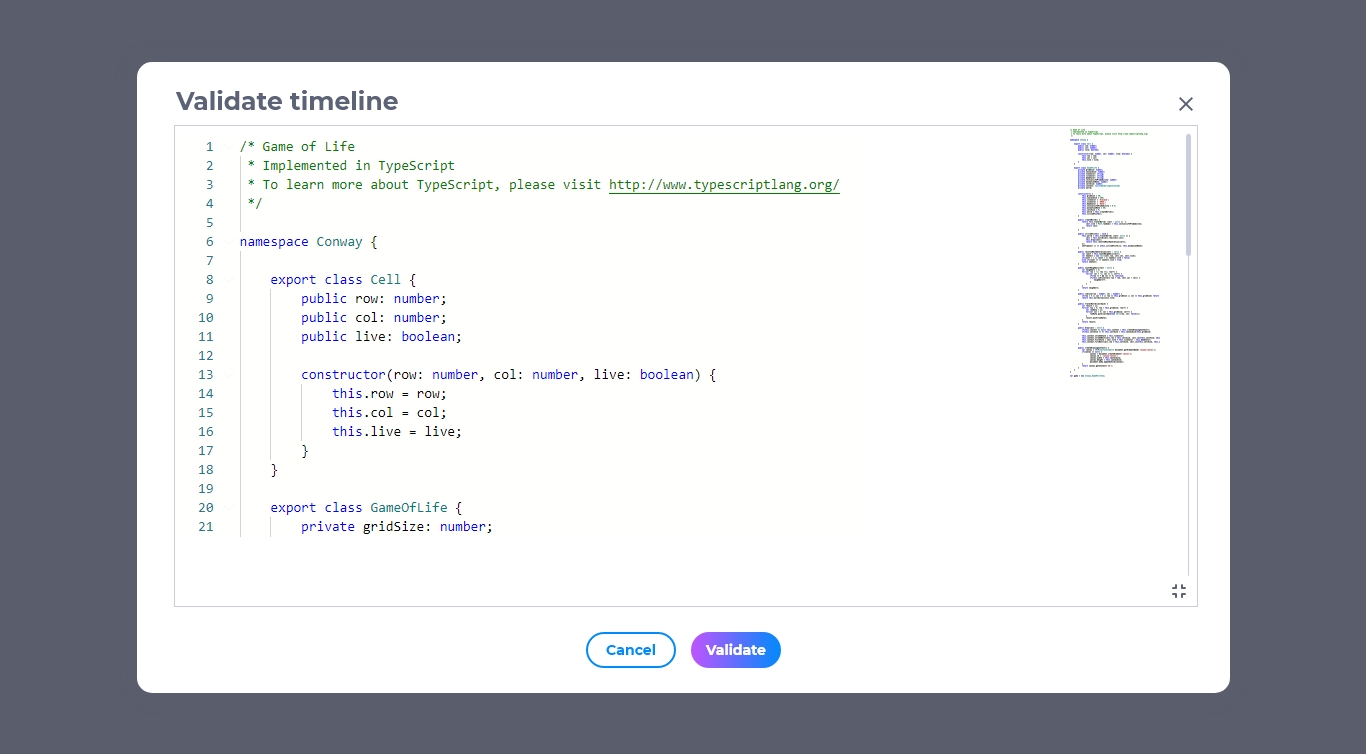 Validate timeline
1 /* Game of Life
2 * Implemented in TypeScript
3 * To learn more about TypeScript, please visit http://www.typescriptlang.org/
4 */
5
6 namespace Conway {
7
8 export class Cell {
9 public row: number;
10 public col: number;
11 public live: boolean;
12
13 constructor(row: number, col: number, live: boolean) {
14 this.row = row;
15 this.col = col;
16 this.live = live;
17 }
18 }
19
20 export class GameOfLife {
21 private gridSize: number;
Cancel Validate